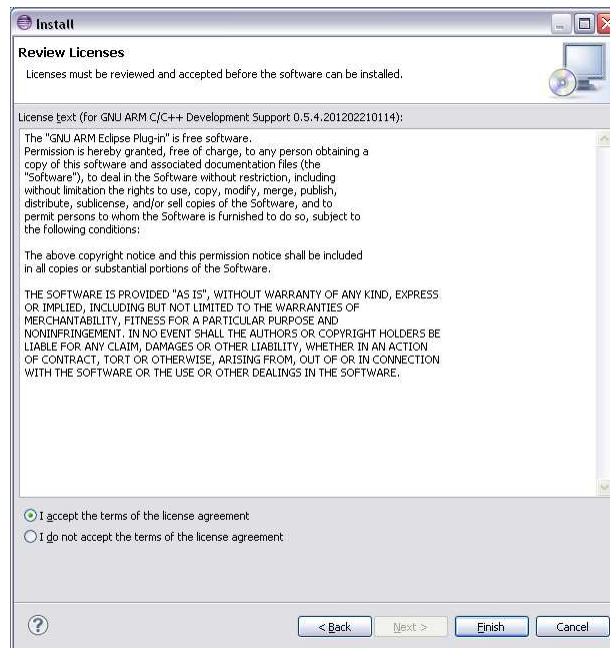 Install
Review Licenses
Licenses must be reviewed and accepted before the software can be installed.
License text (for GNU ARM C/C++ Development Support 0.5.4.201202210114):
The "GNU ARM Eclipse Plug-in" is free software.
Permission is hereby granted, free of charge, to any person obtaining a
copy of this software and associated documentation files (the
"Software"), to deal in the Software without restriction, including
without limitation the rights to use, copy, modify, merge, publish,
distribute, sublicense, and/or sell copies of the Software, and to
permit persons to whom the Software is furnished to do so, subject to
the following conditions:
The above copyright notice and this permission notice shall be included
in all copies or substantial portions of the Software.
THE SOFTWARE IS PROVIDED "AS IS", WITHOUT WARRANTY OF ANY KIND, EXPRESS
OR IMPLIED, INCLUDING BUT NOT LIMITED TO THE WARRANTIES OF
MERCHANTABILITY, FITNESS FOR A PARTICULAR PURPOSE AND
NONINFRINGEMENT. IN NO EVENT SHALL THE AUTHORS OR COPYRIGHT HOLDERS BE
LIABLE FOR ANY CLAIM, DAMAGES OR OTHER LIABILITY, WHETHER IN AN ACTION
OF CONTRACT, TORT OR OTHERWISE, ARISING FROM, OUT OF OR IN CONNECTION
WITH THE SOFTWARE OR THE USE OR OTHER DEALINGS IN THE SOFTWARE.
I accept the terms of the license agreement
I do not accept the terms of the license agreement
? < Back Next > Finish Cancel